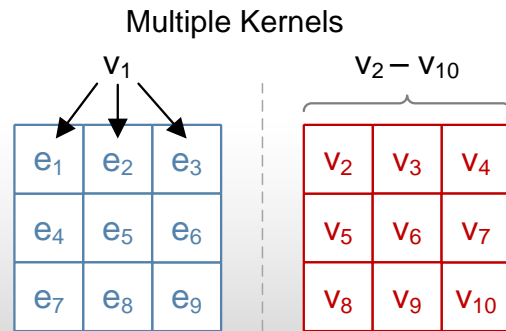 Multiple Kernels
v₁ v₂ – v₁₀
e₁ e₂ e₃ v₂ v₃ v₄
e₄ e₅ e₆ v₅ v₆ v₇
e₇ e₈ e₉ v₈ v₉ v₁₀